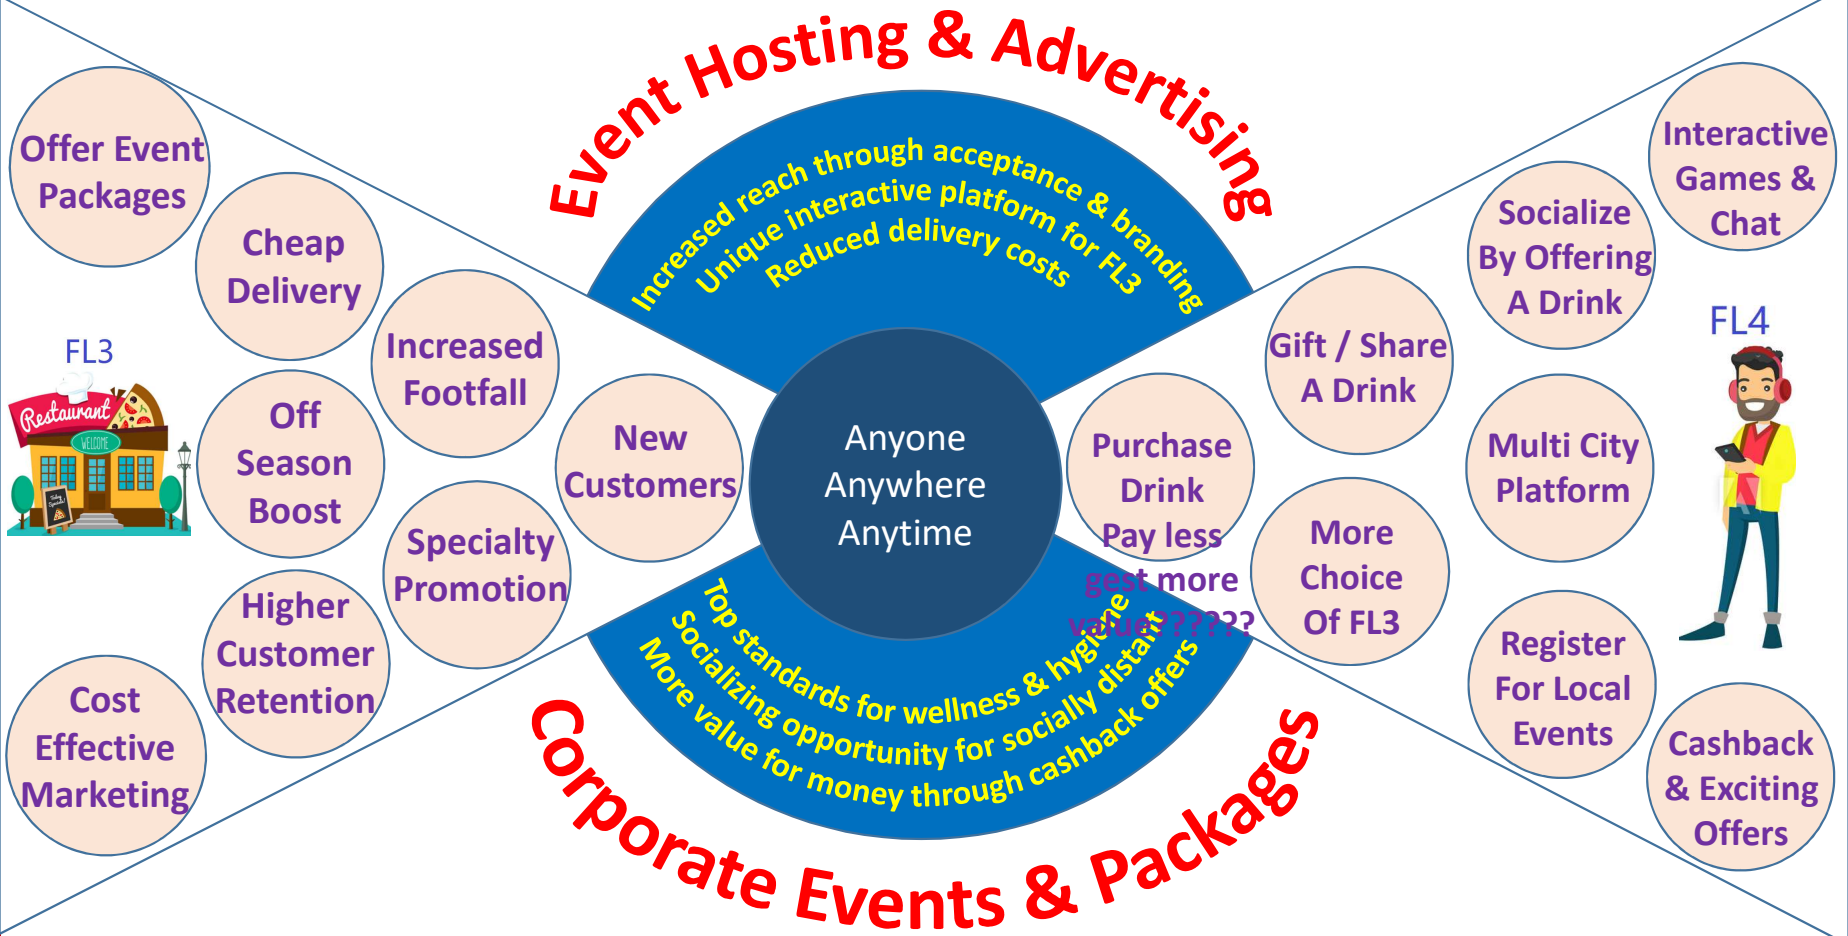 Event Hosting & Advertising
Increased reach through acceptance & branding
Unique interactive platform for FL3
Reduced delivery costs
Offer Event
Packages
Cheap
Delivery
Increased
Footfall
FL3
Restaurant
WELCOME
Off
Season
Boost
New
Customers
Specialty
Promotion
Higher
Customer
Retention
Cost
Effective
Marketing
Anyone
Anywhere
Anytime
Purchase
Drink
Pay less
gest more
value??????
Gift / Share
A Drink
Socialize
By Offering
A Drink
Interactive
Games &
Chat
FL4
Multi City
Platform
More
Choice
Of FL3
Register
For Local
Events
Cashback
& Exciting
Offers
Top standards for wellness & hygine
Socializing opportunity for socially distant
More value for money through cashback offers
Corporate Events & Packages